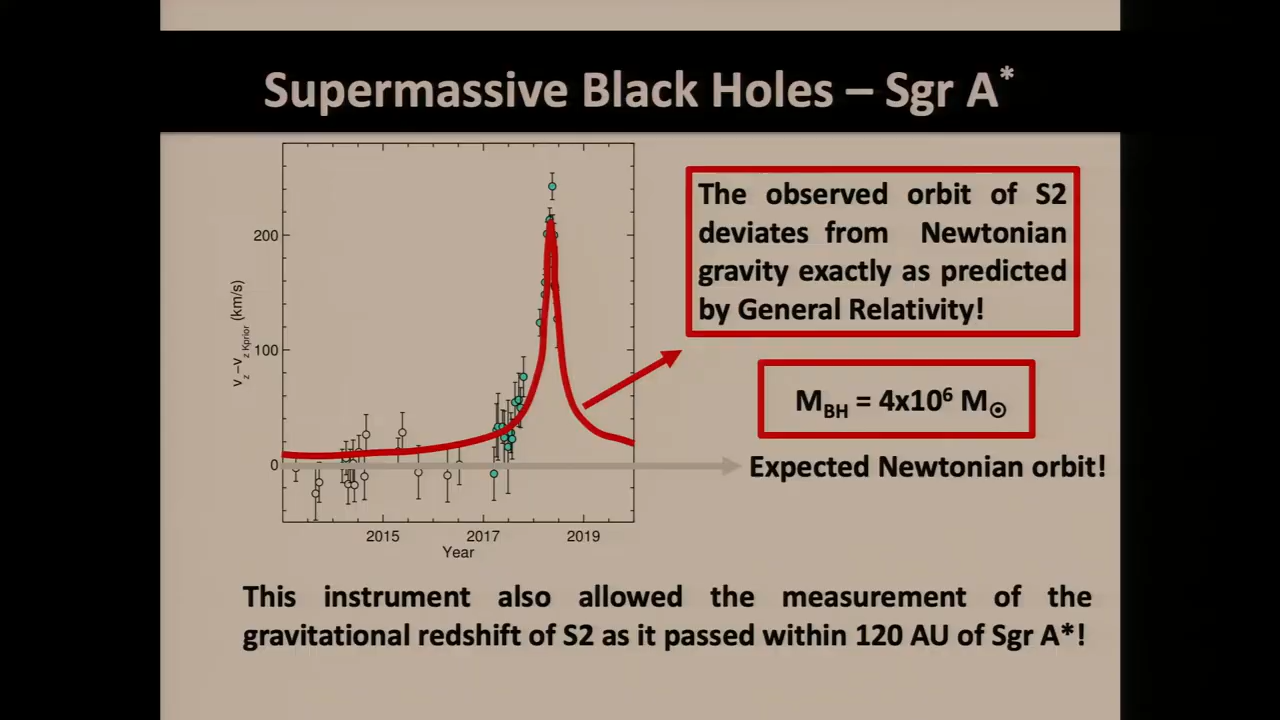 Supermassive Black Holes – Sgr A*
The observed orbit of S2
deviates from Newtonian
gravity exactly as predicted
by General Relativity!
M_BH = 4x10⁶ M_⊙
Expected Newtonian orbit!
200
100
0
v_z–v_z Kprior (km/s)
2015 2017 2019
Year
This instrument also allowed the measurement of the
gravitational redshift of S2 as it passed within 120 AU of Sgr A*!